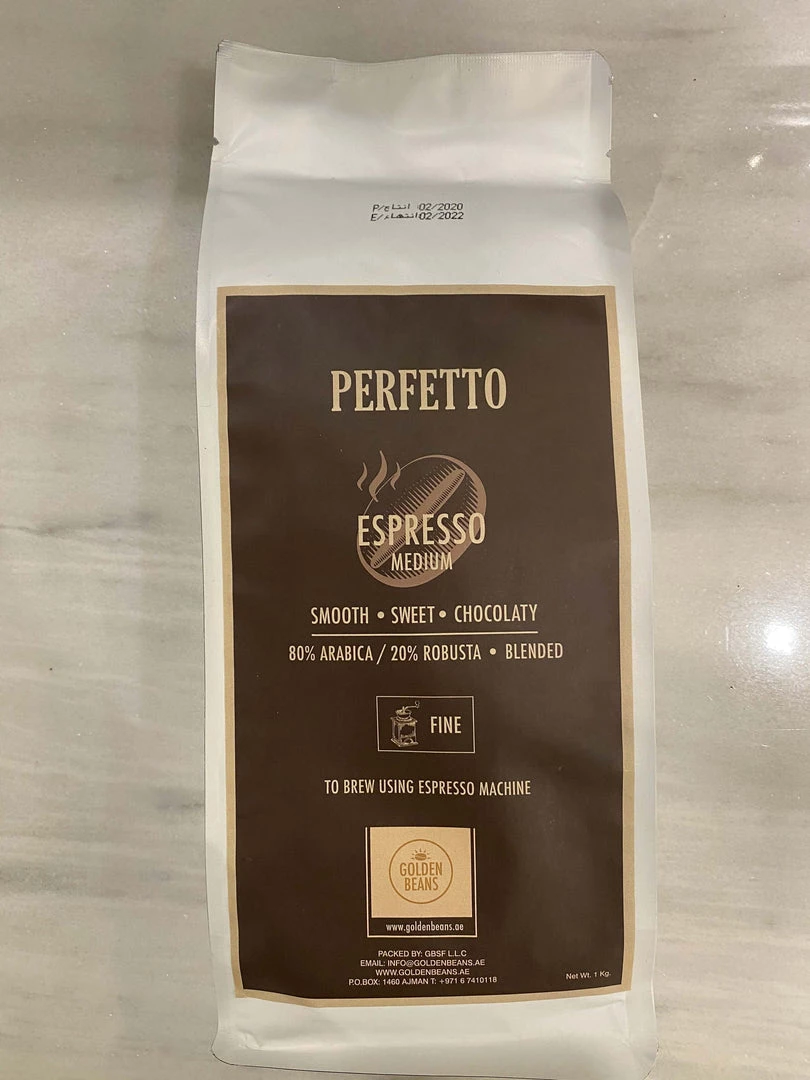 P/إنتاج 02/2020
E/انتهاء 02/2022
PERFETTO
ESPRESSO
MEDIUM
SMOOTH • SWEET • CHOCOLATY
80% ARABICA / 20% ROBUSTA • BLENDED
FINE
TO BREW USING ESPRESSO MACHINE
GOLDEN
BEANS
www.goldenbeans.ae
PACKED BY: GBSF L.L.C
EMAIL: INFO@GOLDENBEANS.AE
WWW.GOLDENBEANS.AE
P.O.BOX: 1460 AJMAN T: +971 6 7410118
Net Wt. 1 Kg.